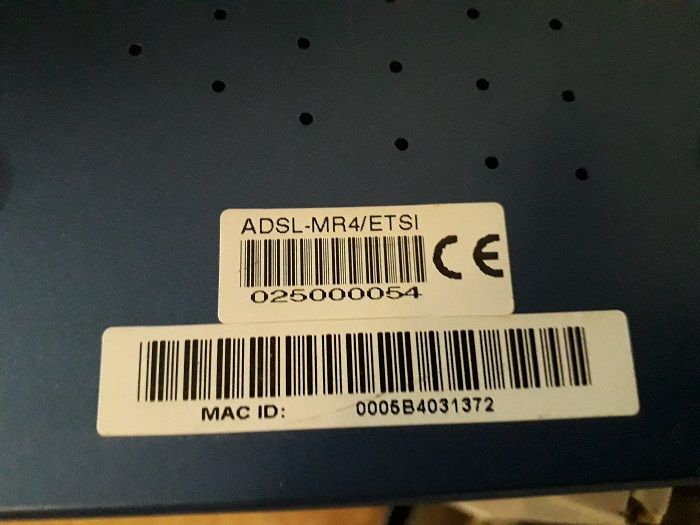 ADSL-MR4/ETSI
CE
025000054
MAC ID: 0005B4031372